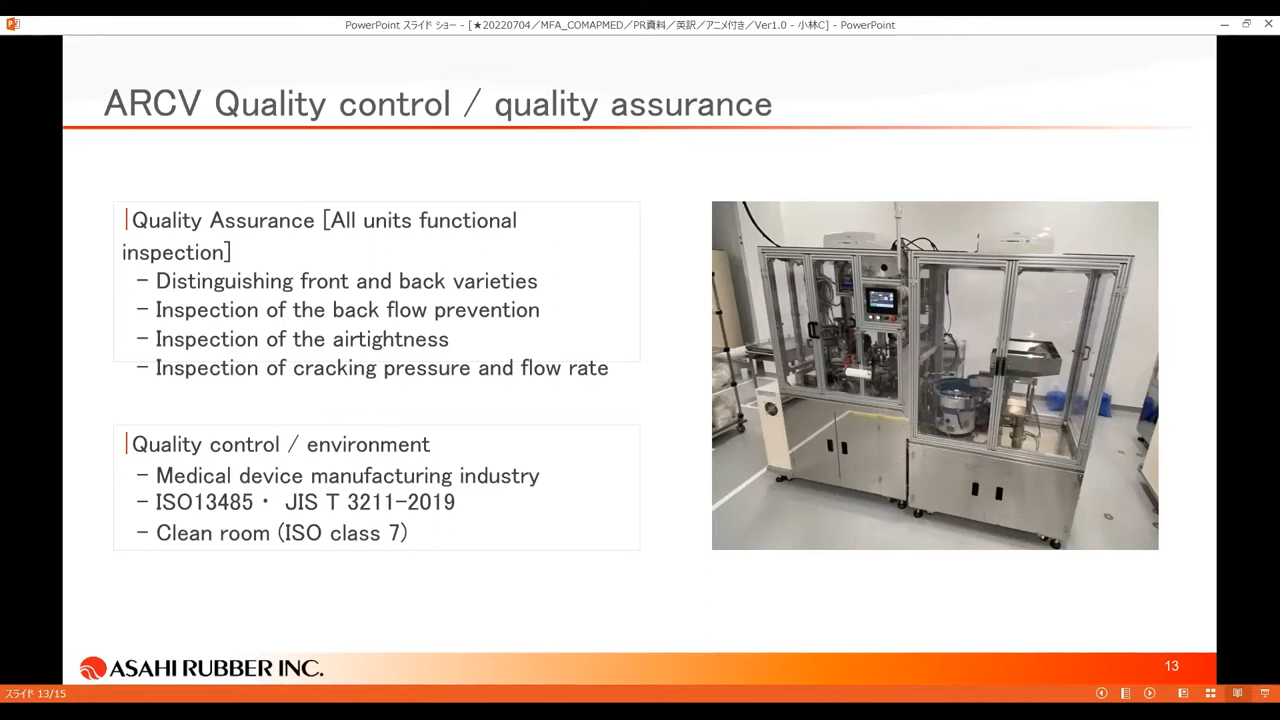 PowerPoint スライド ショー - [★20220704／MFA_COMAPMED／PR資料／英訳／アニメ付き／Ver1.0 - 小林C] - PowerPoint
ARCV Quality control / quality assurance
Quality Assurance [All units functional
inspection]
- Distinguishing front and back varieties
- Inspection of the back flow prevention
- Inspection of the airtightness
- Inspection of cracking pressure and flow rate
Quality control / environment
- Medical device manufacturing industry
- ISO13485・ JIS T 3211-2019
- Clean room (ISO class 7)
ASAHI RUBBER INC.
13
スライド 13/15